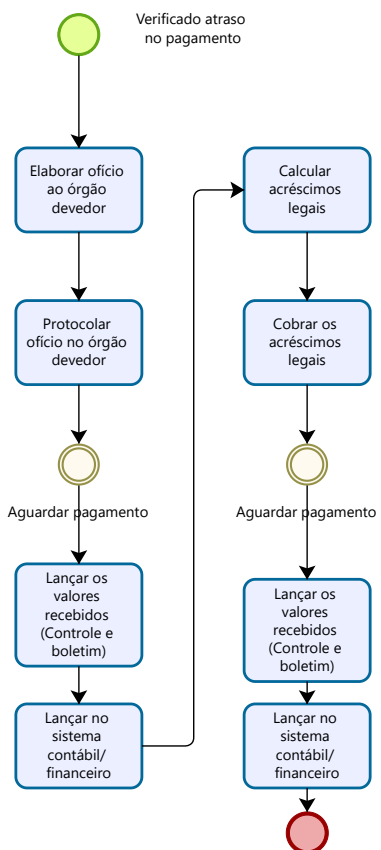 Verificado atraso
no pagamento
Elaborar ofício
ao órgão
devedor
Protocolar
ofício no órgão
devedor
Aguardar pagamento
Lançar os
valores
recebidos
(Controle e
boletim)
Lançar no
sistema
contábil/
financeiro
Calcular
acréscimos
legais
Cobrar os
acréscimos
legais
Aguardar pagamento
Lançar os
valores
recebidos
(Controle e
boletim)
Lançar no
sistema
contábil/
financeiro